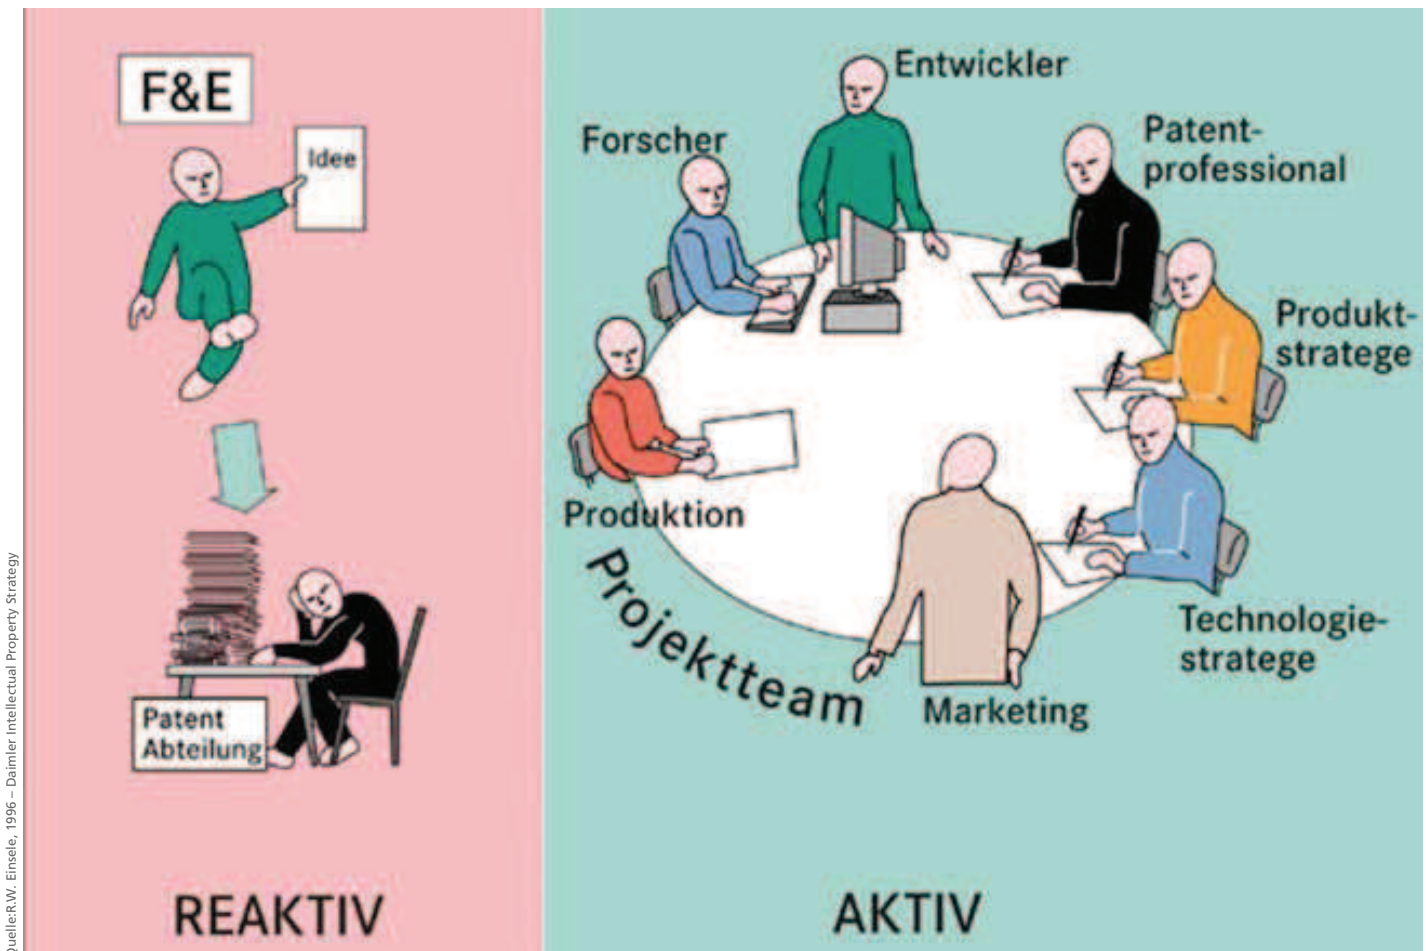 F&E
Idee
Patent
Abteilung
REAKTIV
Entwickler
Forscher
Patent-
professional
Produkt-
stratege
Produktion
Projektteam
Technologie-
stratege
Marketing
AKTIV
Quelle:R.W. Einsele, 1996 – Daimler Intellectual Property Strategy